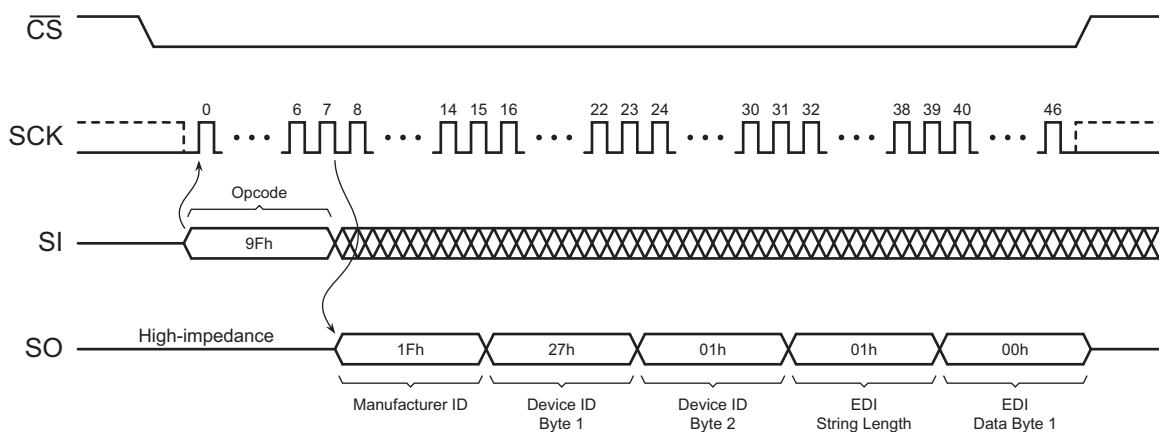 CS
SCK
0 6 7 8 14 15 16 22 23 24 30 31 32 38 39 40 46
Opcode
SI
9Fh
High-impedance
SO
1Fh 27h 01h 01h 00h
Manufacturer ID
Device ID
Byte 1
Device ID
Byte 2
EDI
String Length
EDI
Data Byte 1